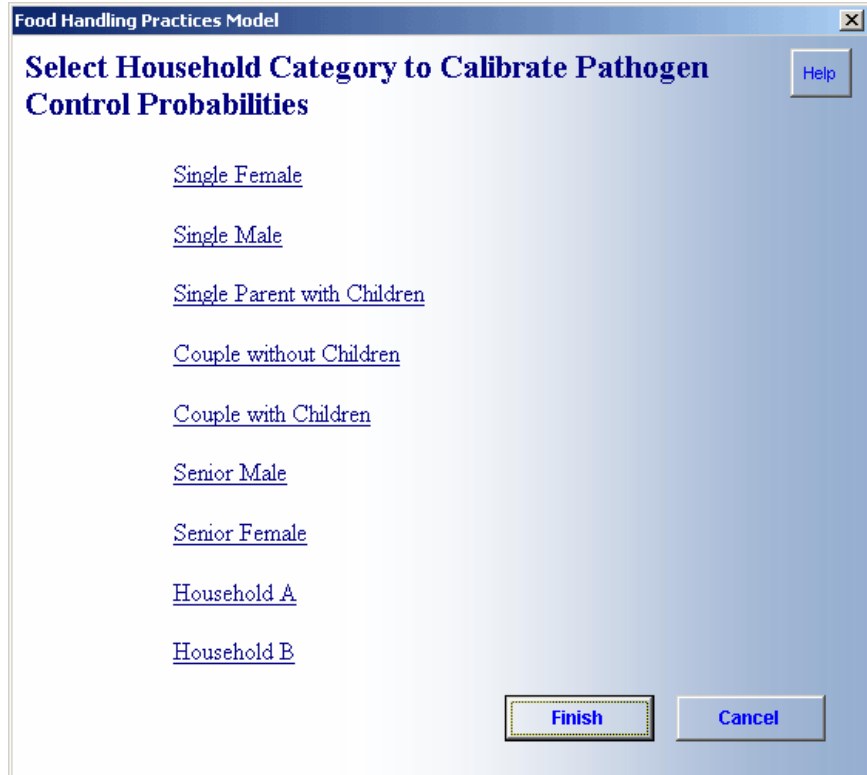 Food Handling Practices Model
Select Household Category to Calibrate Pathogen
Control Probabilities
Help
Single Female
Single Male
Single Parent with Children
Couple without Children
Couple with Children
Senior Male
Senior Female
Household A
Household B
Finish
Cancel